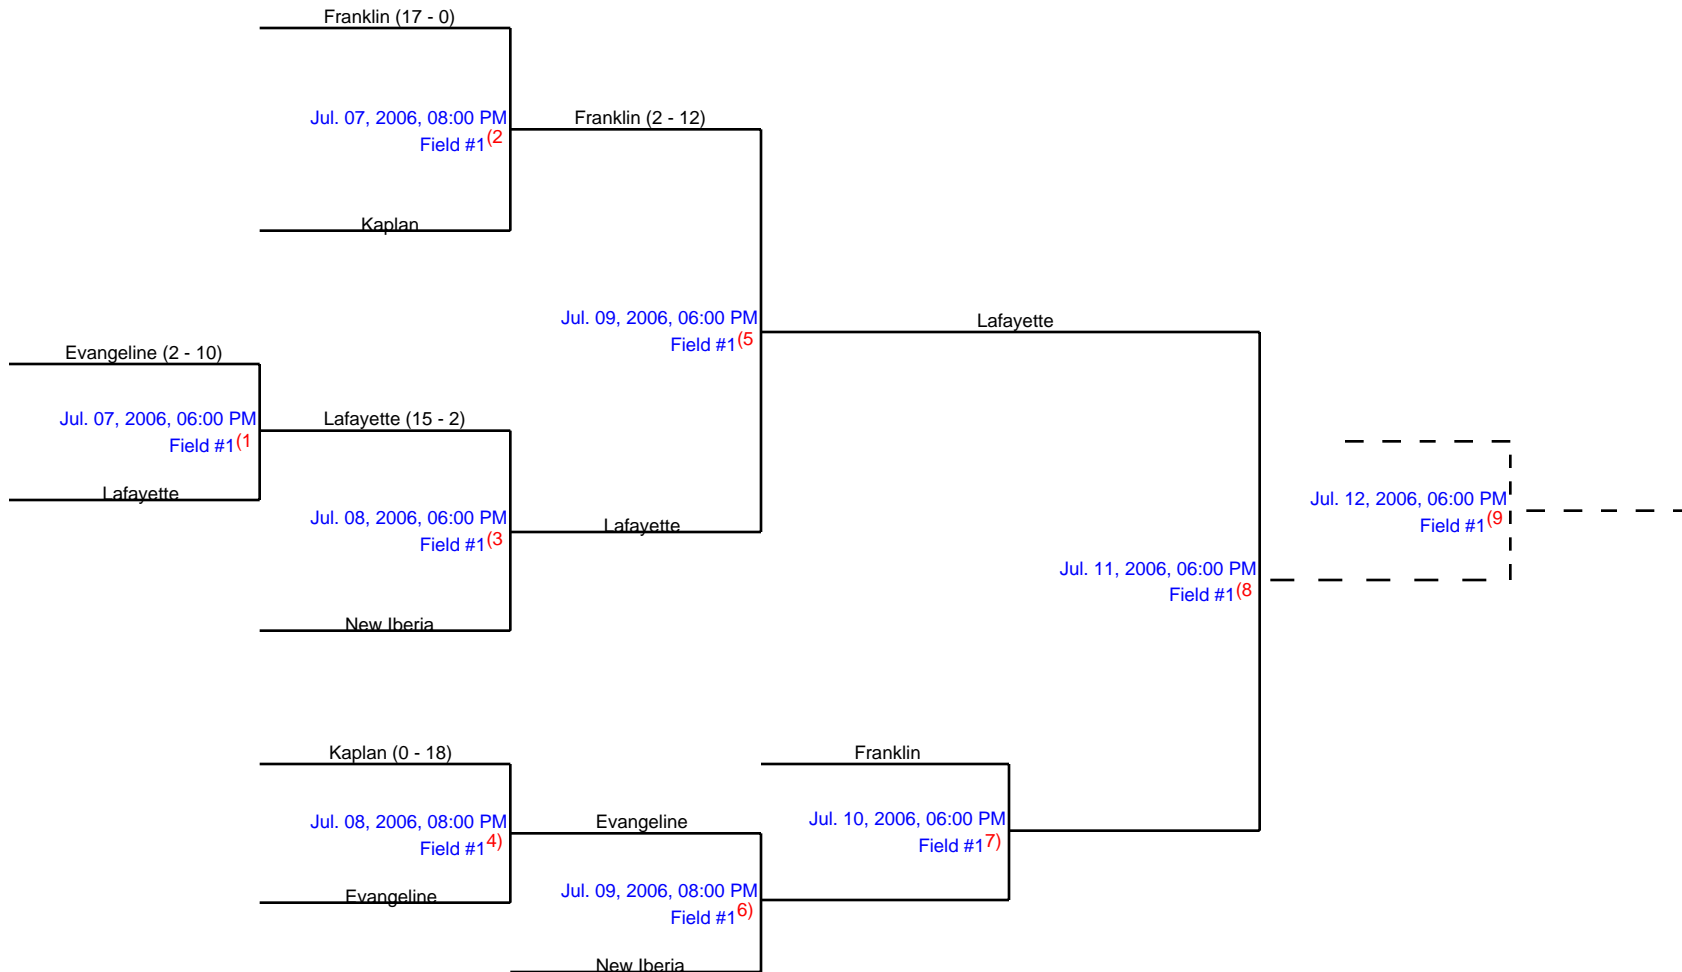 Franklin (17 - 0)
Jul. 07, 2006, 08:00 PM
Field #1(2
Franklin (2 - 12)
Kaplan
Jul. 09, 2006, 06:00 PM
Field #1(5
Lafayette
Evangeline (2 - 10)
Jul. 07, 2006, 06:00 PM
Field #1(1
Lafayette (15 - 2)
Lafayette
Jul. 08, 2006, 06:00 PM
Field #1(3
Lafayette
New Iberia
Jul. 12, 2006, 06:00 PM
Field #1(9
Jul. 11, 2006, 06:00 PM
Field #1(8
Kaplan (0 - 18)
Franklin
Jul. 08, 2006, 08:00 PM
Field #14)
Evangeline
Jul. 10, 2006, 06:00 PM
Field #17)
Evangeline
Jul. 09, 2006, 08:00 PM
Field #16)
New Iberia